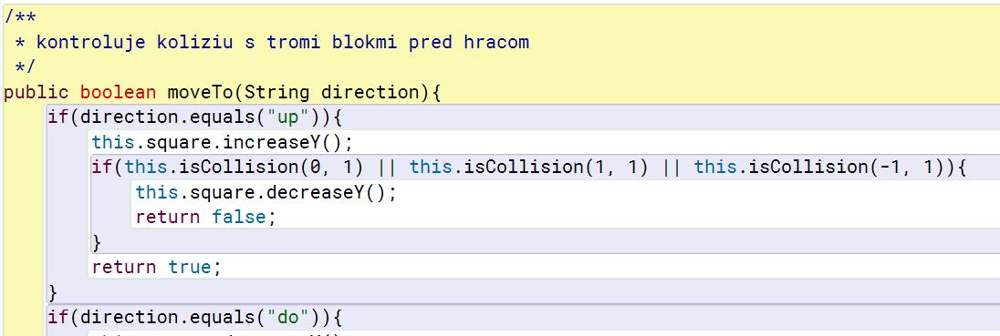 /**
 * kontroluje koliziu s tromi blokmi pred hracom
 */
public boolean moveTo(String direction){
    if(direction.equals("up")){
        this.square.increaseY();
        if(this.isCollision(0, 1) || this.isCollision(1, 1) || this.isCollision(-1, 1)){
            this.square.decreaseY();
            return false;
        }
        return true;
    }
    if(direction.equals("do")){